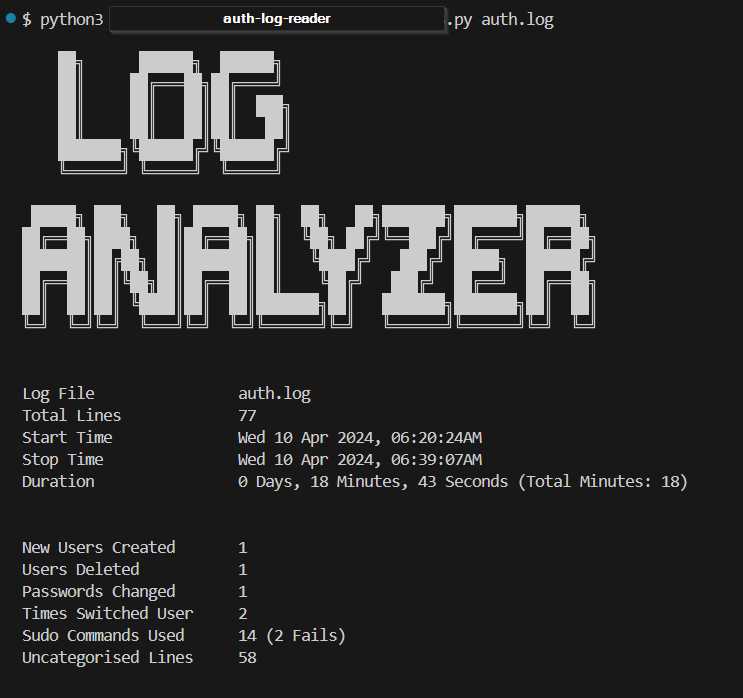 $ python3 auth-log-reader .py auth.log
LOG
ANALYZER
Log File auth.log
Total Lines 77
Start Time Wed 10 Apr 2024, 06:20:24AM
Stop Time Wed 10 Apr 2024, 06:39:07AM
Duration 0 Days, 18 Minutes, 43 Seconds (Total Minutes: 18)
New Users Created 1
Users Deleted 1
Passwords Changed 1
Times Switched User 2
Sudo Commands Used 14 (2 Fails)
Uncategorised Lines 58